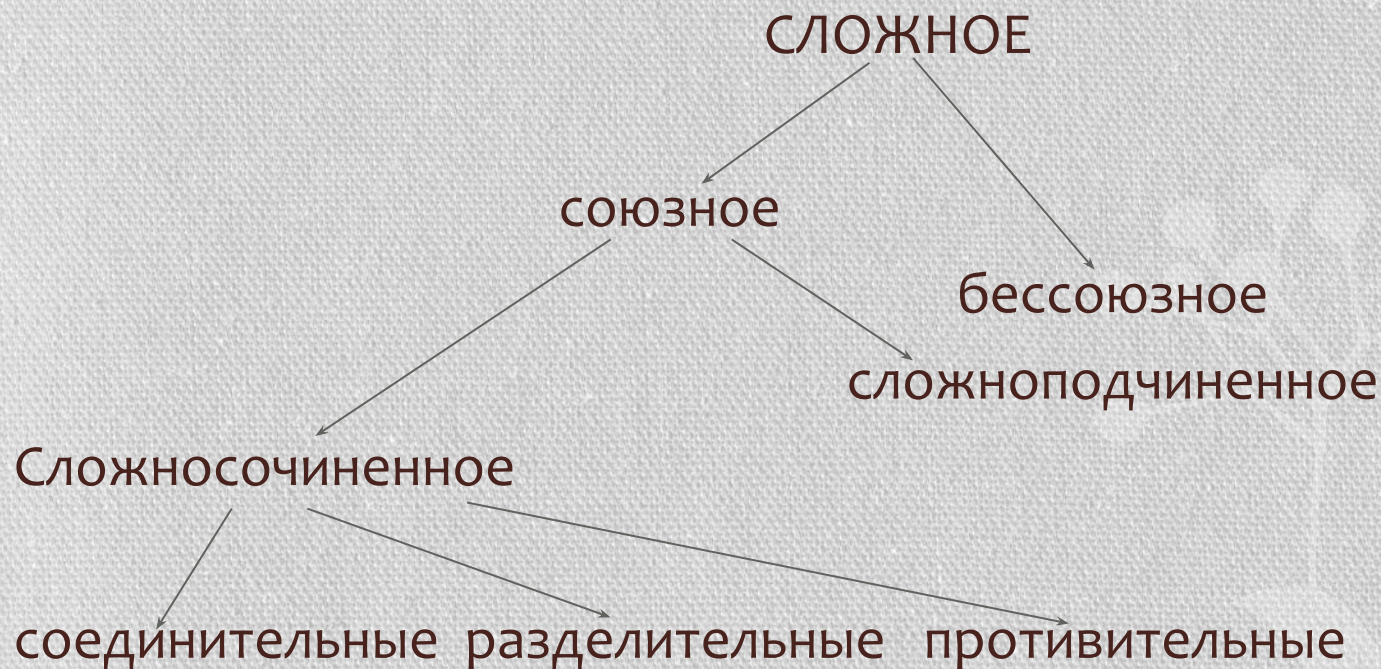 СЛОЖНОЕ
союзное
бессоюзное
сложноподчиненное
Сложносочиненное
соединительные разделительные противительные